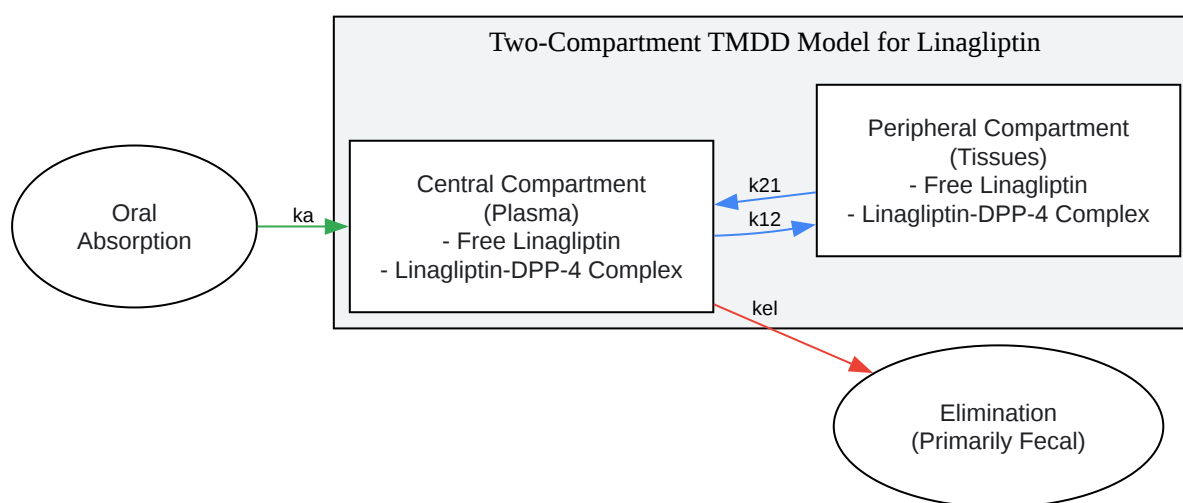 Two-Compartment TMDD Model for Linagliptin
Oral
Absorption
ka
Central Compartment
(Plasma)
- Free Linagliptin
- Linagliptin-DPP-4 Complex
k21
k12
Peripheral Compartment
(Tissues)
- Free Linagliptin
- Linagliptin-DPP-4 Complex
kel
Elimination
(Primarily Fecal)